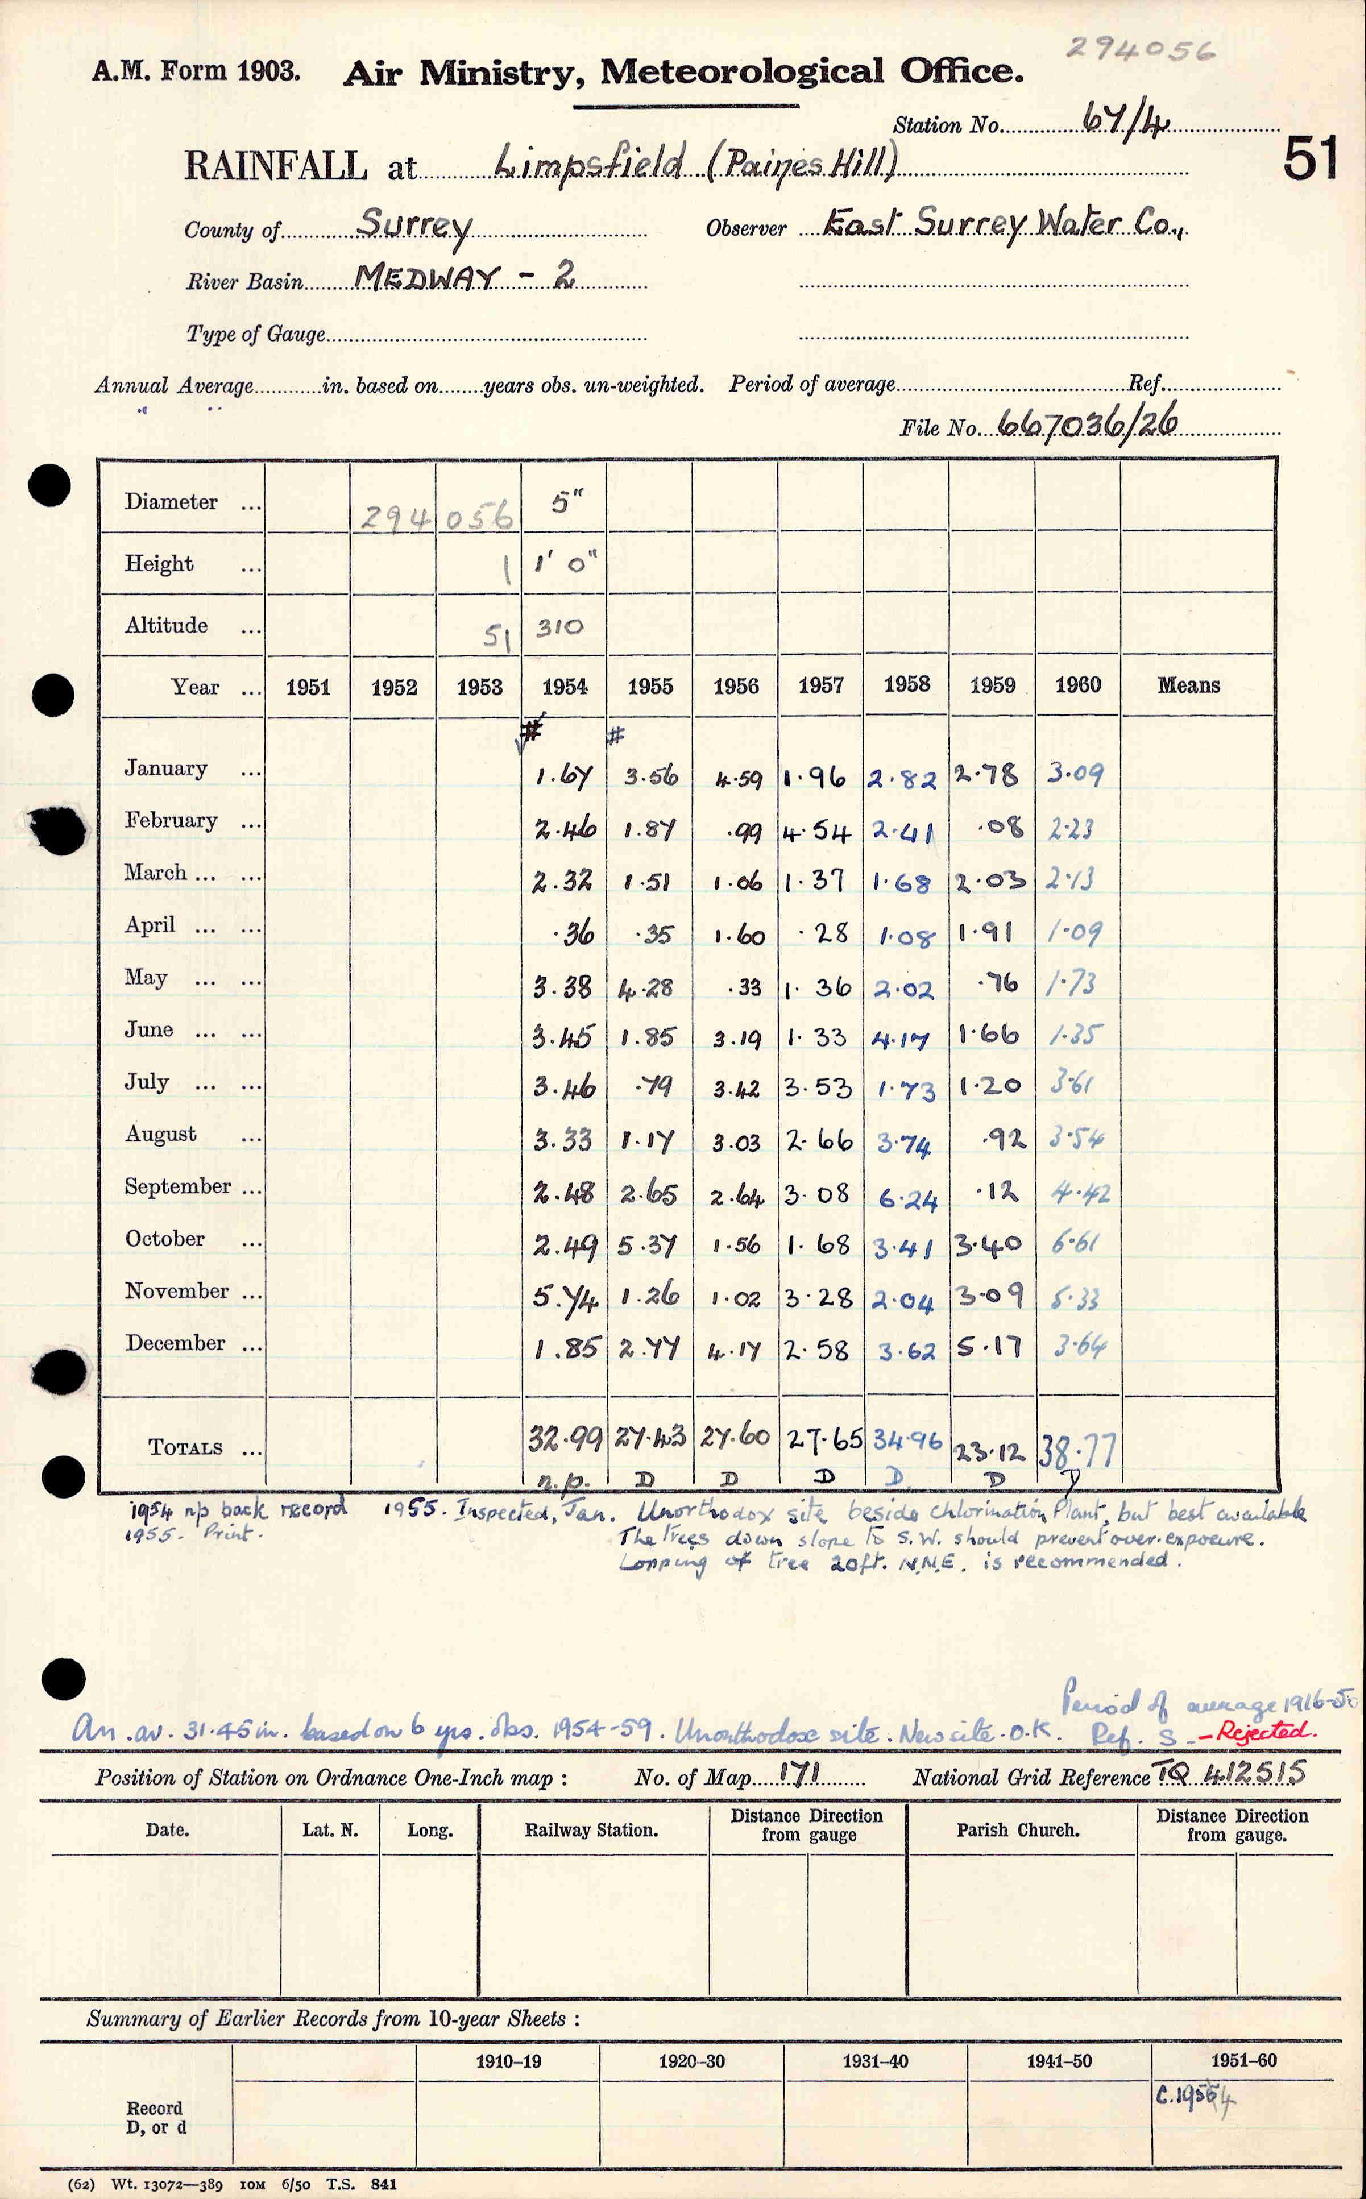 294056
A.M. Form 1903. Air Ministry, Meteorological Office.
Station No. 67/4
51
RAINFALL at Limpsfield (Paines Hill)
County of Surrey Observer East Surrey Water Co.,
River Basin MEDWAY - 2
Type of Gauge
Annual Average in. based on years obs. un-weighted. Period of average Ref.
" "
File No. 667036/26
Diameter ... 294 056 5"
Height ... 1 1' 0"
Altitude ... 51 310
Year ... 1951 1952 1953 1954 1955 1956 1957 1958 1959 1960 Means
# #
January ... 1.67 3.56 4.59 1.96 2.82 2.78 3.09
February ... 2.46 1.87 .99 4.54 2.41 .08 2.23
March ... ... 2.32 1.51 1.06 1.37 1.68 2.03 2.13
April ... ... .36 .35 1.60 .28 1.08 1.91 1.09
May ... ... 3.38 4.28 .33 1.36 2.02 .76 1.73
June ... ... 3.45 1.85 3.19 1.33 4.17 1.66 1.35
July ... ... 3.46 .79 3.42 3.53 1.73 1.20 3.61
August ... 3.33 1.17 3.03 2.66 3.74 .92 3.54
September ... 2.48 2.65 2.64 3.08 6.24 .12 4.42
October ... 2.49 5.37 1.56 1.68 3.41 3.40 6.61
November ... 5.74 1.26 1.02 3.28 2.04 3.09 5.33
December ... 1.85 2.77 4.17 2.58 3.62 5.17 3.64
TOTALS ... 32.99 27.43 27.60 27.65 34.96 23.12 38.77
n.p. D D D D D D
1954 n/p back record 1955. Inspected, Jan. Unorthodox site beside chlorination Plant, but best available
1955. Print. The trees down slope to S.W. should prevent over-exposure.
Lopping of tree 20ft. N.N.E. is recommended.
Period of average 1916-50
An. av. 31.45 in. based on 6 yrs. obs. 1954-59. Unorthodox site. New site. O.K. Ref. S - Rejected.
Position of Station on Ordnance One-Inch map : No. of Map 171 National Grid Reference TQ 412515
Date. Lat. N. Long. Railway Station. Distance Direction from gauge Parish Church. Distance Direction from gauge.
Summary of Earlier Records from 10-year Sheets :
1910-19 1920-30 1931-40 1941-50 1951-60
Record
D, or d
C.1954
(62) Wt. 13072—389 10M 6/50 T.S. 841